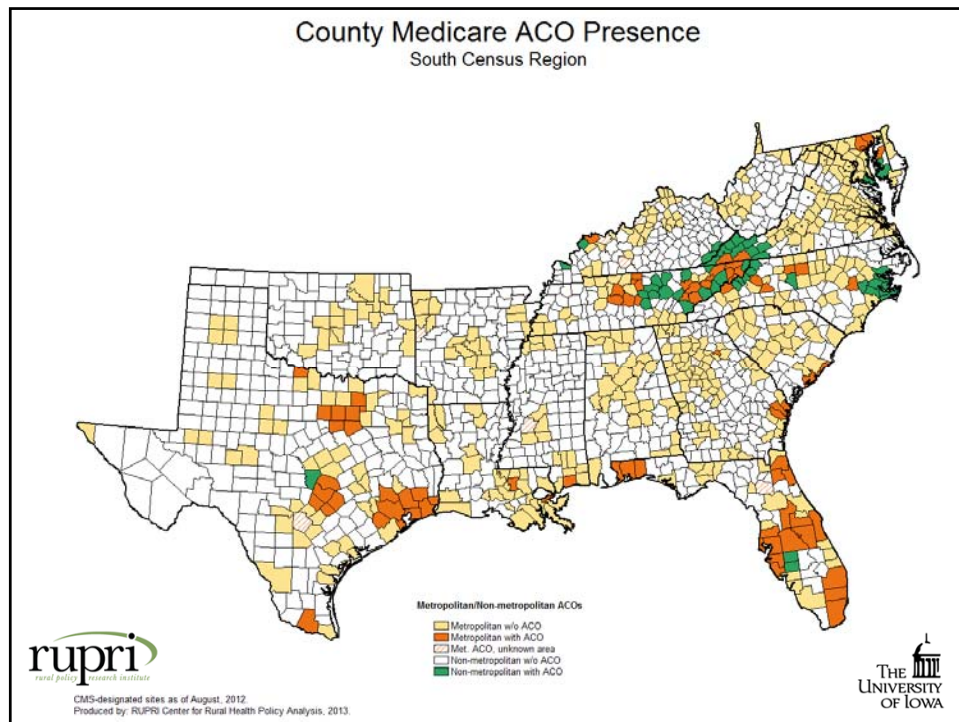 County Medicare ACO Presence
South Census Region
Metropolitan/Non-metropolitan ACOs
Metropolitan w/o ACO
Metropolitan with ACO
Met. ACO, unknown area
Non-metropolitan w/o ACO
Non-metropolitan with ACO
rupri
rural policy research institute
CMS-designated sites as of August, 2012.
Produced by: RUPRI Center for Rural Health Policy Analysis, 2013.
THE
UNIVERSITY
OF IOWA